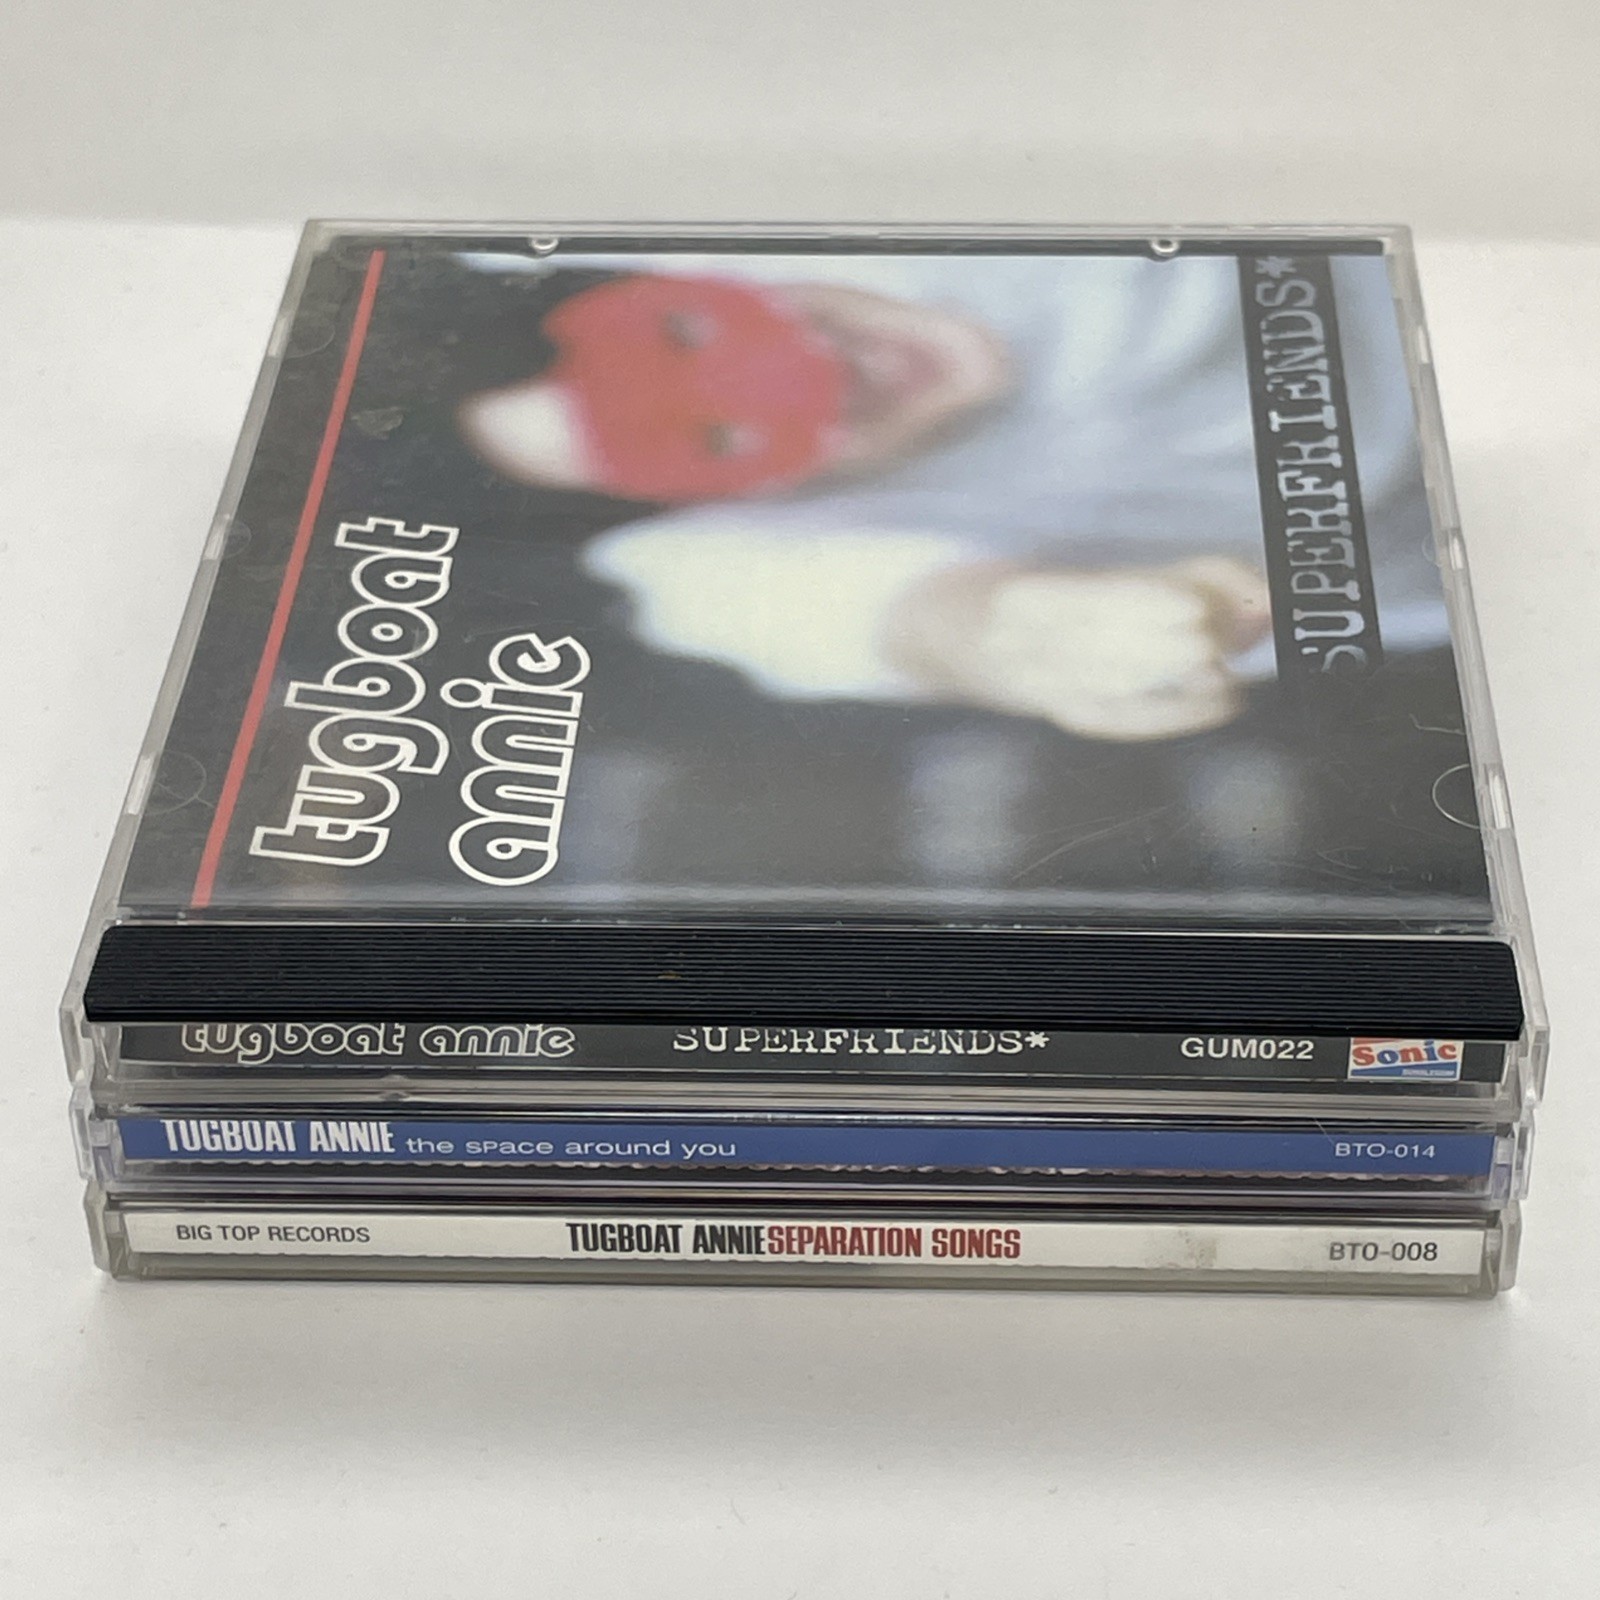 tugboat
annie
SUPERFRIENDS*
tugboat annie SUPERFRIENDS* GUM022 Sonic
TUGBOAT ANNIE the space around you BTO-014
BIG TOP RECORDS TUGBOAT ANNIE SEPARATION SONGS BTO-008